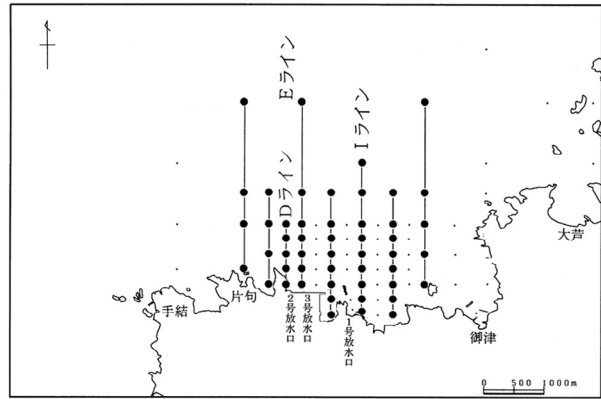 Eライン
Iライン
Dライン
大芦
片句
手結
2号放水口
3号放水口
1号放水口
御津
0 500 1000m